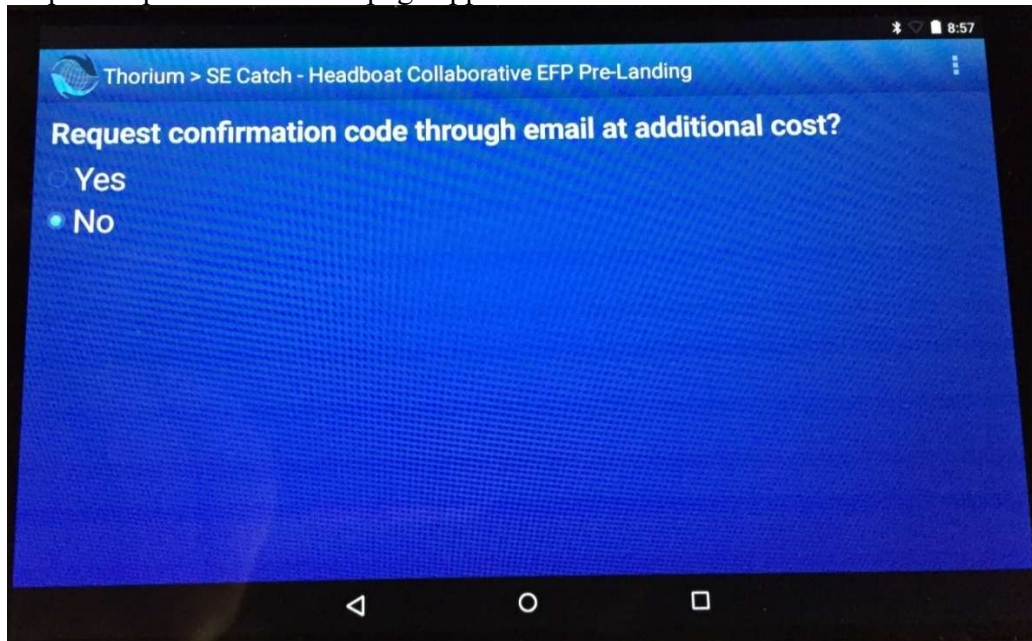 8:57
Thorium > SE Catch - Headboat Collaborative EFP Pre-Landing
Request confirmation code through email at additional cost?
Yes
No